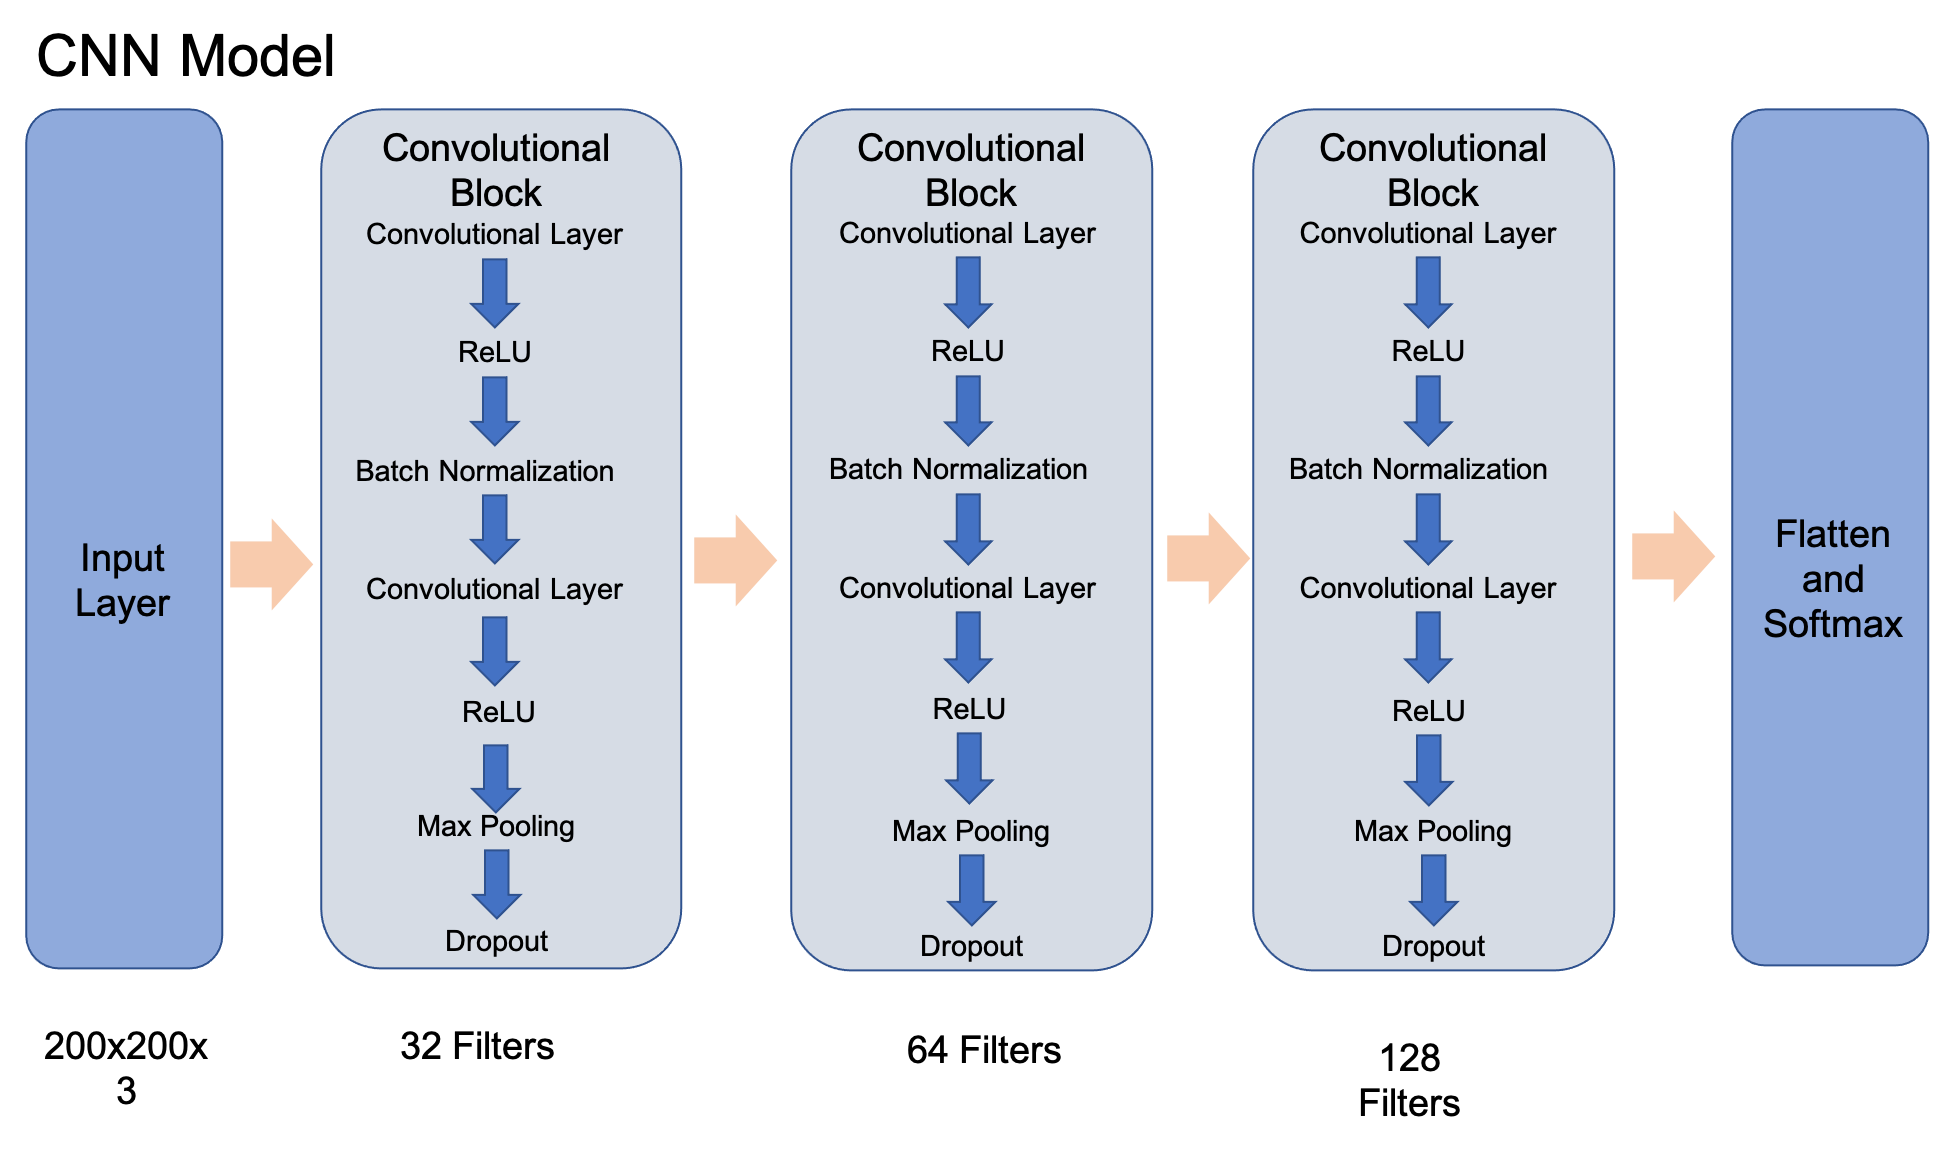 CNN Model
Input
Layer
200x200x
3
Convolutional
Block
Convolutional Layer
ReLU
Batch Normalization
Convolutional Layer
ReLU
Max Pooling
Dropout
32 Filters
Convolutional
Block
Convolutional Layer
ReLU
Batch Normalization
Convolutional Layer
ReLU
Max Pooling
Dropout
64 Filters
Convolutional
Block
Convolutional Layer
ReLU
Batch Normalization
Convolutional Layer
ReLU
Max Pooling
Dropout
128
Filters
Flatten
and
Softmax